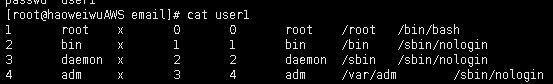 passwd  user1
[root@haoweiwuAWS email]# cat user1
1 root x 0 0 root /root /bin/bash
2 bin x 1 1 bin /bin /sbin/nologin
3 daemon x 2 2 daemon /sbin /sbin/nologin
4 adm x 3 4 adm /var/adm /sbin/nologin